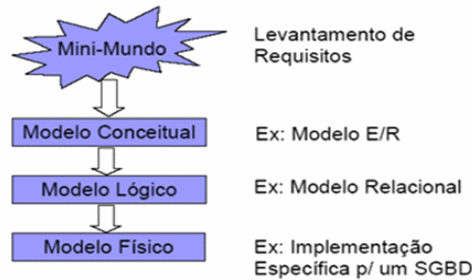 Mini-Mundo
Levantamento de
Requisitos
Modelo Conceitual
Ex: Modelo E/R
Modelo Lógico
Ex: Modelo Relacional
Modelo Físico
Ex: Implementação
Específica p/ um SGBD